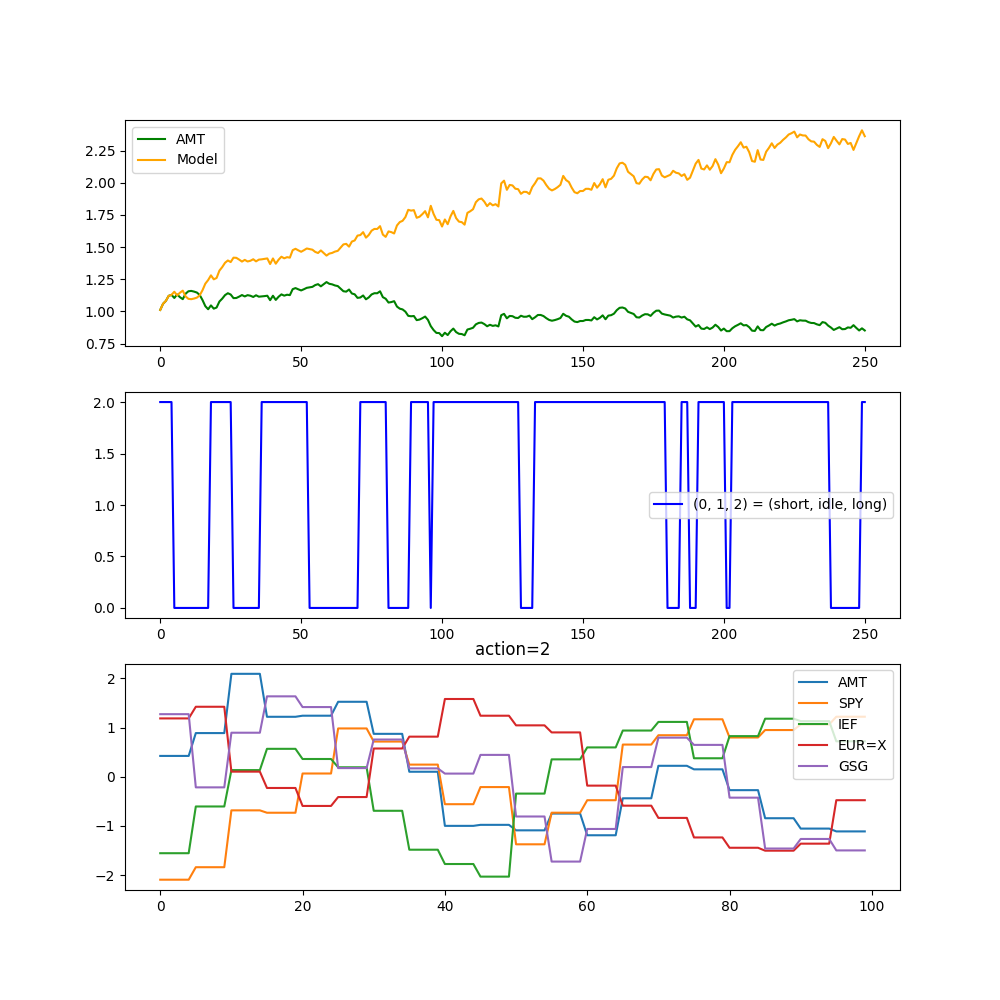 AMT
Model
2.25
2.00
1.75
1.50
1.25
1.00
0.75
0 50 100 150 200 250
2.0
1.5
1.0
0.5
0.0
(0, 1, 2) = (short, idle, long)
0 50 100 150 200 250
action=2
2
1
0
−1
−2
AMT
SPY
IEF
EUR=X
GSG
0 20 40 60 80 100